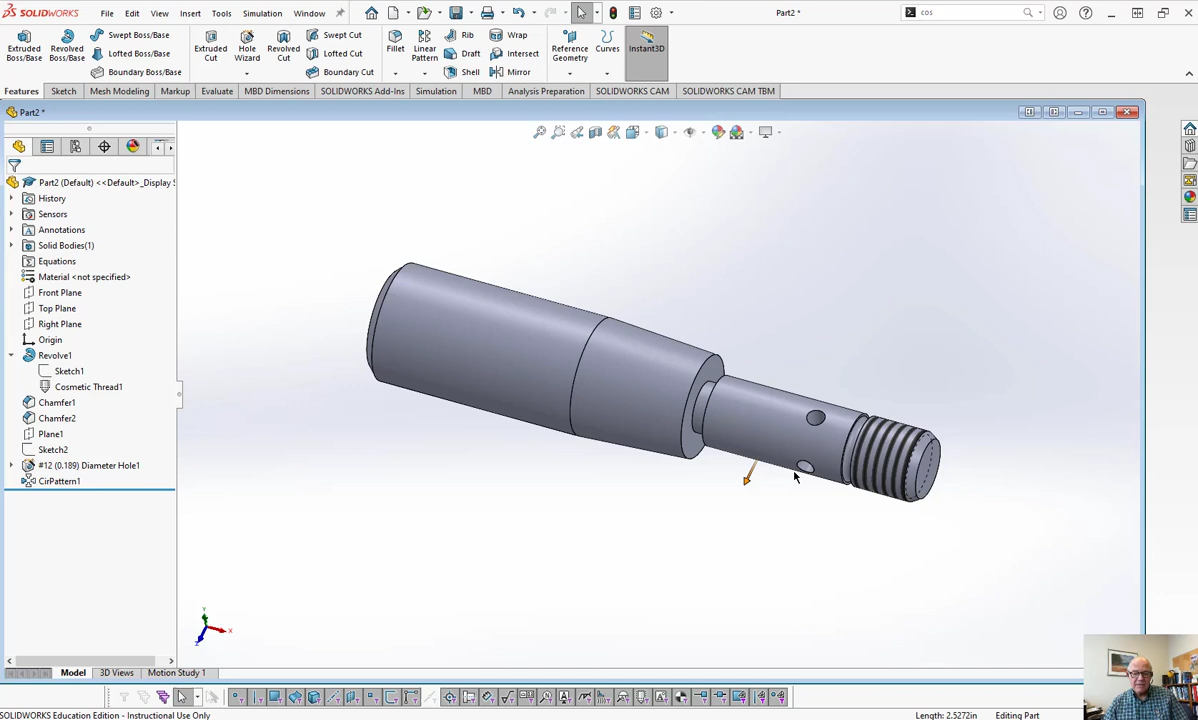 SOLIDWORKS File Edit View Insert Tools Simulation Window Part2 * cos
Extruded Boss/Base
Revolved Boss/Base
Swept Boss/Base
Lofted Boss/Base
Boundary Boss/Base
Extruded Cut
Hole Wizard
Revolved Cut
Swept Cut
Lofted Cut
Boundary Cut
Fillet
Linear Pattern
Rib
Draft
Shell
Wrap
Intersect
Mirror
Reference Geometry
Curves
Instant3D
Features Sketch Mesh Modeling Markup Evaluate MBD Dimensions SOLIDWORKS Add-Ins Simulation MBD Analysis Preparation SOLIDWORKS CAM SOLIDWORKS CAM TBM
Part2 *
Part2 (Default) <<Default>_Display S
History
Sensors
Annotations
Solid Bodies(1)
Equations
Material <not specified>
Front Plane
Top Plane
Right Plane
Origin
Revolve1
Sketch1
Cosmetic Thread1
Chamfer1
Chamfer2
Plane1
Sketch2
#12 (0.189) Diameter Hole1
CirPattern1
Y
X
Z
Model 3D Views Motion Study 1
SOLIDWORKS Education Edition - Instructional Use Only Length: 2.5272in Editing Part